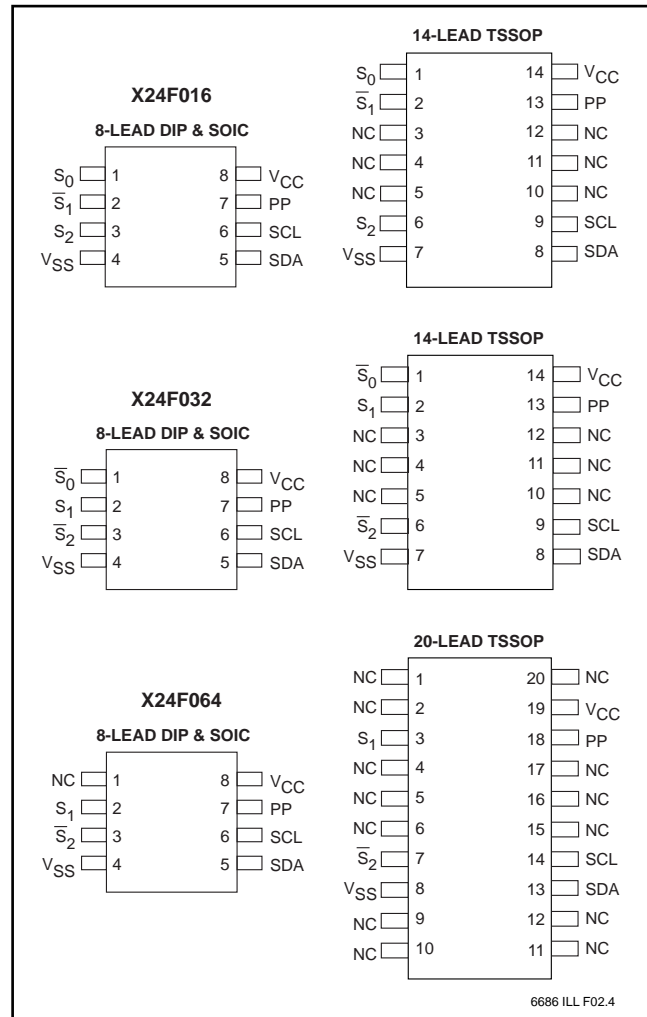 X24F016
8-LEAD DIP & SOIC
S0 1 8 VCC
S̅1 2 7 PP
S2 3 6 SCL
VSS 4 5 SDA
14-LEAD TSSOP
S0 1 14 VCC
S̅1 2 13 PP
NC 3 12 NC
NC 4 11 NC
NC 5 10 NC
S2 6 9 SCL
VSS 7 8 SDA
X24F032
8-LEAD DIP & SOIC
S̅0 1 8 VCC
S1 2 7 PP
S̅2 3 6 SCL
VSS 4 5 SDA
14-LEAD TSSOP
S̅0 1 14 VCC
S1 2 13 PP
NC 3 12 NC
NC 4 11 NC
NC 5 10 NC
S̅2 6 9 SCL
VSS 7 8 SDA
X24F064
8-LEAD DIP & SOIC
NC 1 8 VCC
S1 2 7 PP
S̅2 3 6 SCL
VSS 4 5 SDA
20-LEAD TSSOP
NC 1 20 NC
NC 2 19 VCC
S1 3 18 PP
NC 4 17 NC
NC 5 16 NC
NC 6 15 NC
S̅2 7 14 SCL
VSS 8 13 SDA
NC 9 12 NC
NC 10 11 NC
6686 ILL F02.4